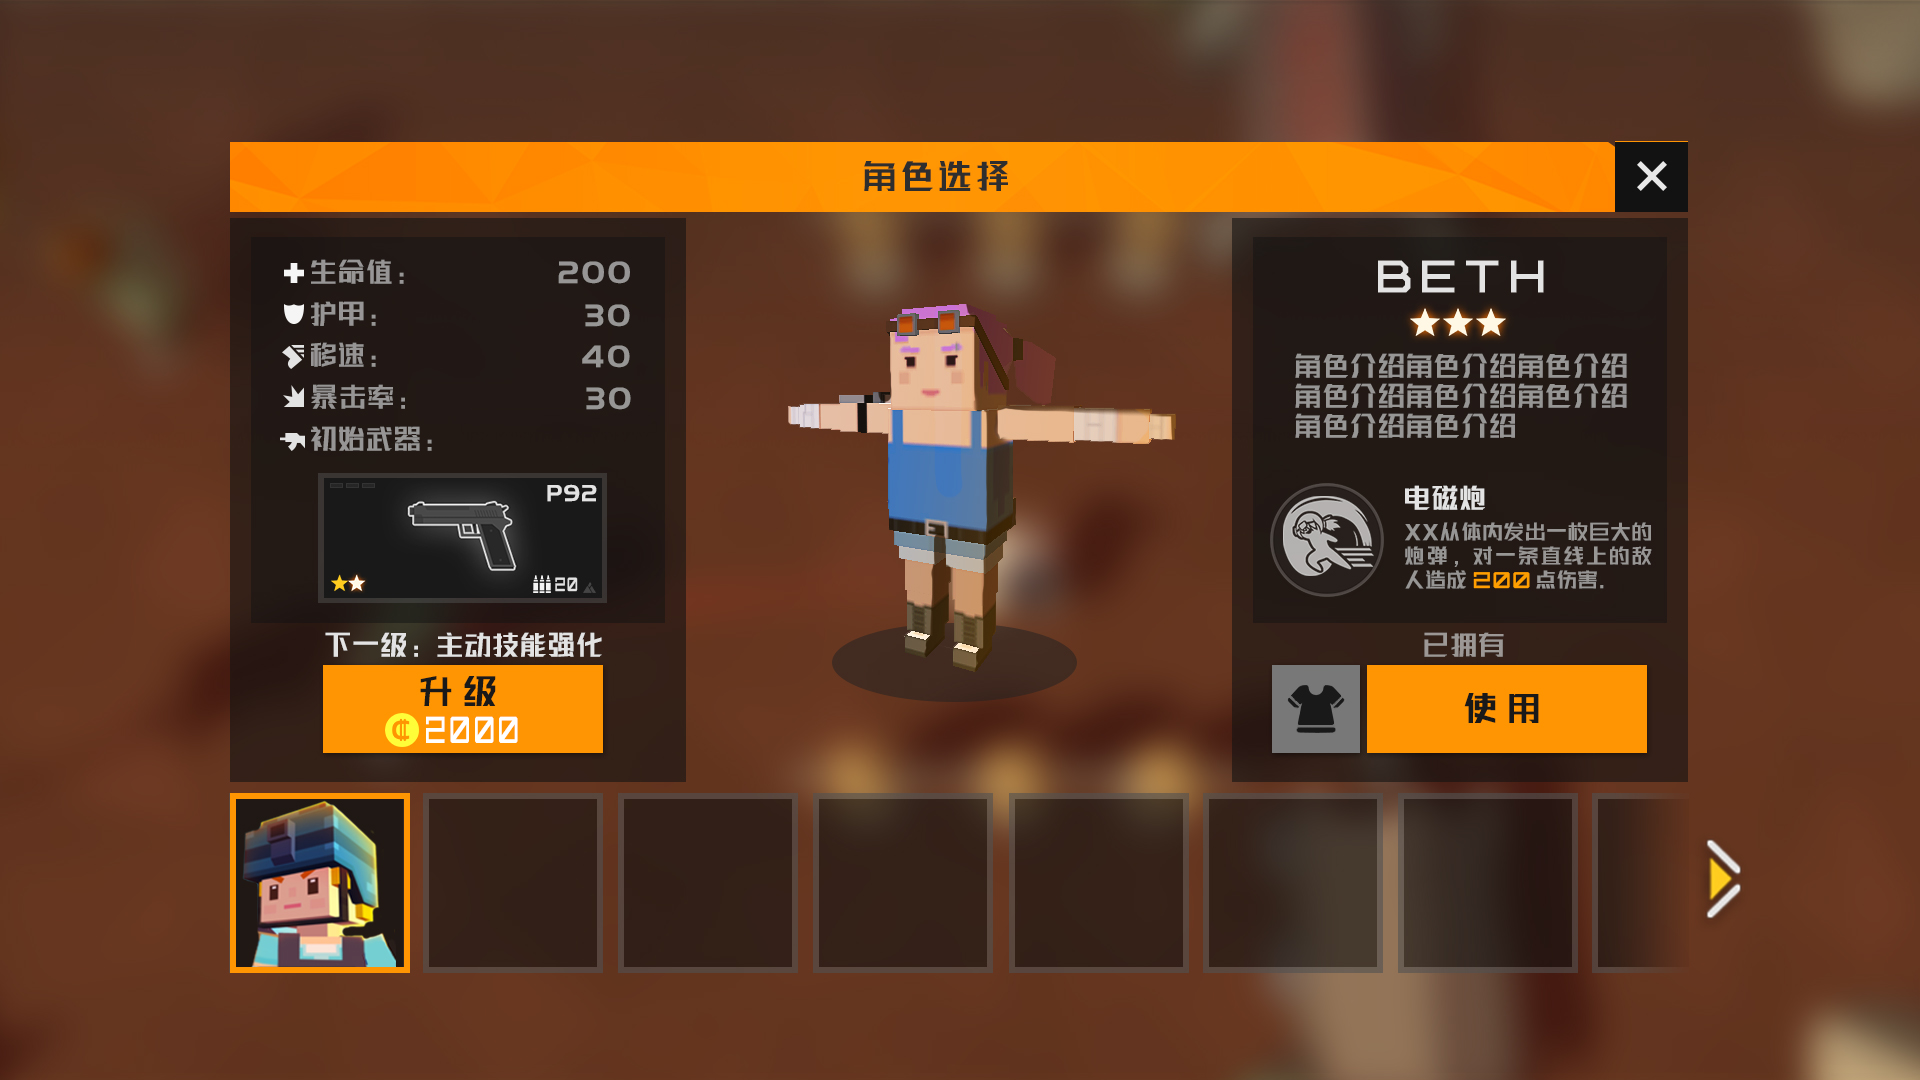 角色选择
生命值: 200
护甲: 30
移速: 40
暴击率: 30
初始武器:
P92
20
下一级: 主动技能强化
升级
2000
BETH
角色介绍角色介绍角色介绍
角色介绍角色介绍角色介绍
角色介绍角色介绍
电磁炮
XX从体内发出一枚巨大的
炮弹，对一条直线上的敌
人造成 200 点伤害.
已拥有
使用